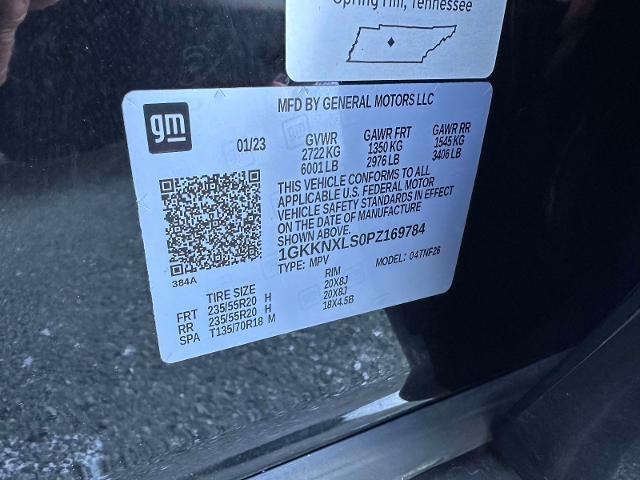 Spring Hill, Tennessee
gm
MFD BY GENERAL MOTORS LLC
01/23 GVWR GAWR FRT GAWR RR
2722 KG 1350 KG 1545 KG
6001 LB 2976 LB 3406 LB
THIS VEHICLE CONFORMS TO ALL
APPLICABLE U.S. FEDERAL MOTOR
VEHICLE SAFETY STANDARDS IN EFFECT
ON THE DATE OF MANUFACTURE
SHOWN ABOVE.
1GKKNXLS0PZ169784
TYPE: MPV MODEL: 04TNF26
384A
TIRE SIZE RIM
FRT 235/55R20 H 20X8J
RR 235/55R20 H 20X8J
SPA T135/70R18 M 18X4.5B